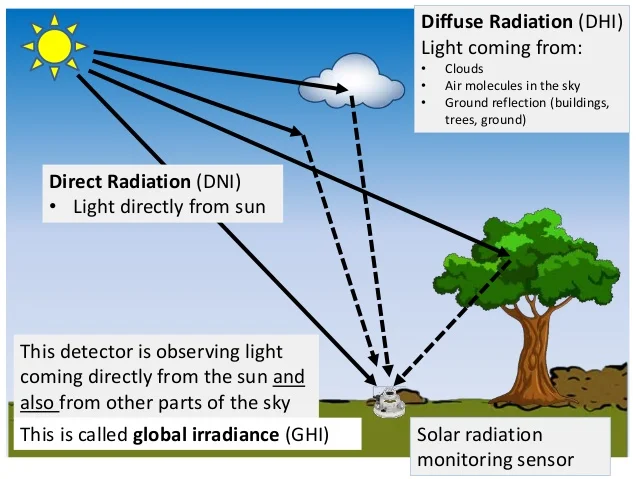 Diffuse Radiation (DHI)
Light coming from:
• Clouds
• Air molecules in the sky
• Ground reflection (buildings,
trees, ground)
Direct Radiation (DNI)
• Light directly from sun
This detector is observing light
coming directly from the sun and
also from other parts of the sky
This is called global irradiance (GHI)
Solar radiation
monitoring sensor